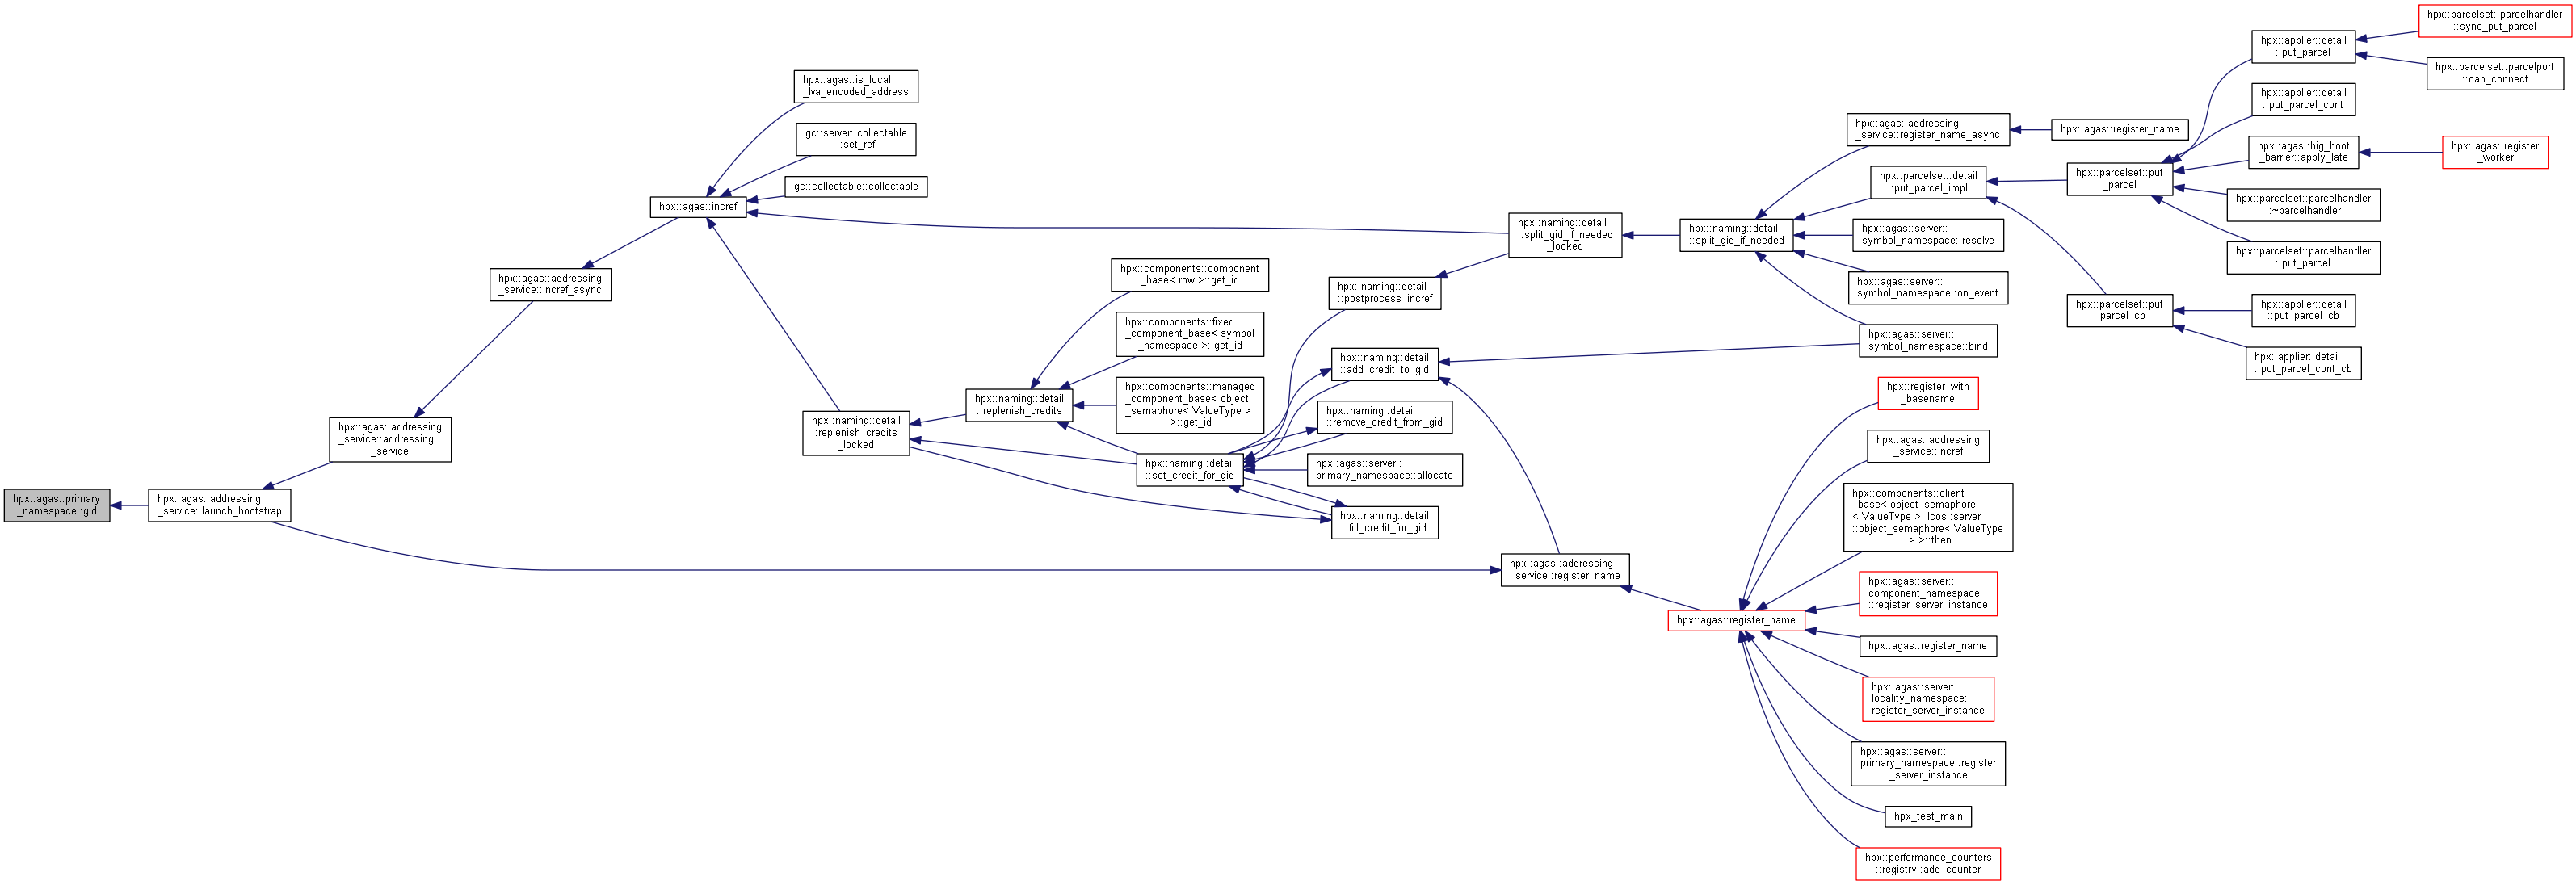 hpx::agas::primary
_namespace::gid
hpx::agas::addressing
_service::launch_bootstrap
hpx::agas::addressing
_service::addressing
_service
hpx::agas::addressing
_service::incref_async
hpx::agas::incref
hpx::agas::is_local
_lva_encoded_address
gc::server::collectable
::set_ref
gc::collectable::collectable
hpx::naming::detail
::replenish_credits
_locked
hpx::naming::detail
::replenish_credits
hpx::components::component
_base< row >::get_id
hpx::components::fixed
_component_base< symbol
_namespace >::get_id
hpx::components::managed
_component_base< object
_semaphore< ValueType >
>::get_id
hpx::naming::detail
::set_credit_for_gid
hpx::naming::detail
::postprocess_incref
hpx::naming::detail
::add_credit_to_gid
hpx::naming::detail
::remove_credit_from_gid
hpx::agas::server::
primary_namespace::allocate
hpx::naming::detail
::fill_credit_for_gid
hpx::naming::detail
::split_gid_if_needed
_locked
hpx::naming::detail
::split_gid_if_needed
hpx::agas::addressing
_service::register_name_async
hpx::agas::register_name
hpx::parcelset::detail
::put_parcel_impl
hpx::agas::server::
symbol_namespace::resolve
hpx::agas::server::
symbol_namespace::on_event
hpx::agas::server::
symbol_namespace::bind
hpx::parcelset::put
_parcel
hpx::parcelset::put
_parcel_cb
hpx::applier::detail
::put_parcel
hpx::parcelset::parcelhandler
::sync_put_parcel
hpx::parcelset::parcelport
::can_connect
hpx::applier::detail
::put_parcel_cont
hpx::agas::big_boot
_barrier::apply_late
hpx::agas::register
_worker
hpx::parcelset::parcelhandler
::~parcelhandler
hpx::parcelset::parcelhandler
::put_parcel
hpx::applier::detail
::put_parcel_cb
hpx::applier::detail
::put_parcel_cont_cb
hpx::agas::addressing
_service::register_name
hpx::agas::register_name
hpx::register_with
_basename
hpx::agas::addressing
_service::incref
hpx::components::client
_base< object_semaphore
< ValueType >, lcos::server
::object_semaphore< ValueType
> >::then
hpx::agas::server::
component_namespace
::register_server_instance
hpx::agas::register_name
hpx::agas::server::
locality_namespace::
register_server_instance
hpx::agas::server::
primary_namespace::register
_server_instance
hpx_test_main
hpx::performance_counters
::registry::add_counter